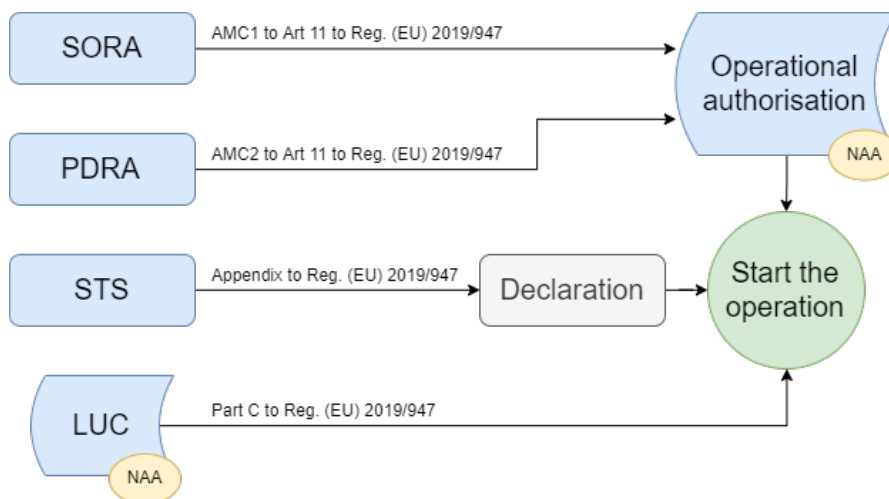 SORA
AMC1 to Art 11 to Reg. (EU) 2019/947
Operational
authorisation
NAA
PDRA
AMC2 to Art 11 to Reg. (EU) 2019/947
STS
Appendix to Reg. (EU) 2019/947
Declaration
Start the
operation
LUC
NAA
Part C to Reg. (EU) 2019/947